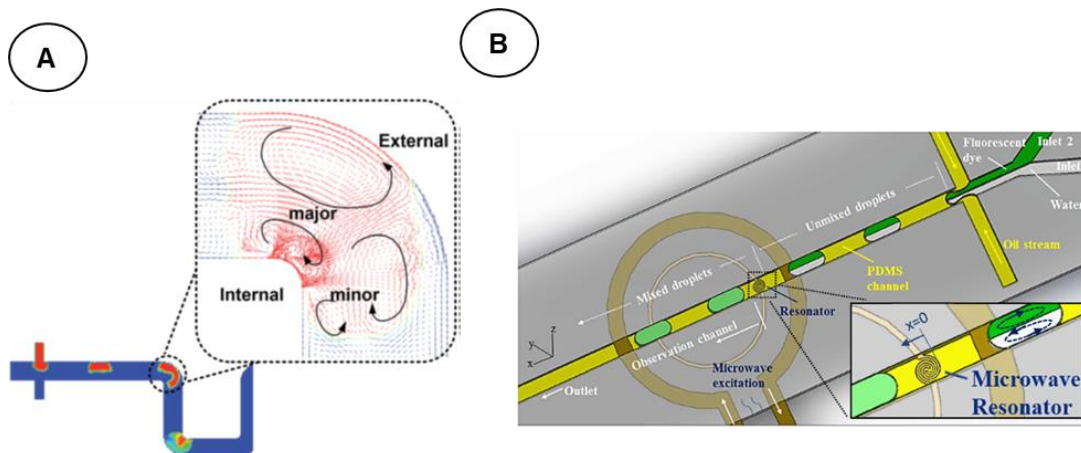 A
External
major
Internal
minor
B
Fluorescent
dye
Inlet 2
Inlet
Water
Unmixed droplets
Oil stream
PDMS
channel
Mixed droplets
Resonator
Observation channel
z
y
x
Microwave
excitation
Outlet
x=0
Microwave
Resonator